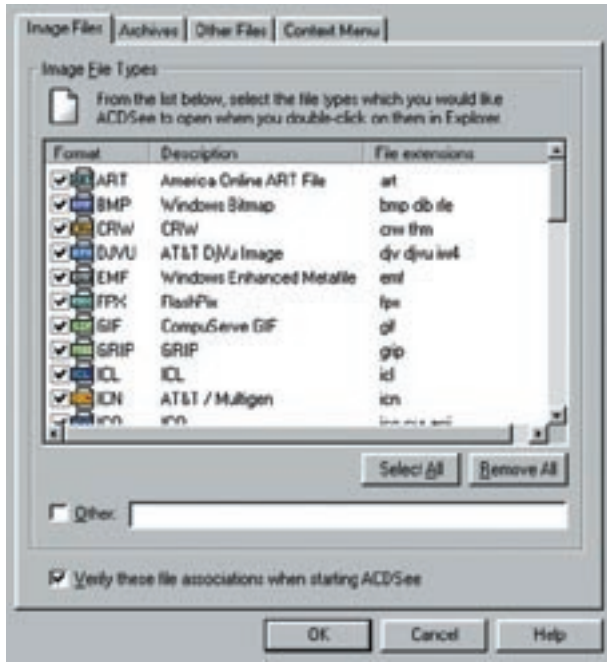 Image Files Archives Other Files Context Menu
Image File Types
From the list below, select the file types which you would like
ACDSee to open when you double-click on them in Explorer.
Format Description File extensions
ART America Online ART File art
BMP Windows Bitmap bmp dib rle
CRW CRW crw thm
DJVU AT&T DjVu Image djv djvu iw4
EMF Windows Enhanced Metafile emf
FPX FlashPix fpx
GIF CompuServe GIF gif
GRIP GRIP grip
ICL ICL icl
ICN AT&T / Multigen icn
Select All Remove All
Other:
Verify these file associations when starting ACDSee
OK Cancel Help